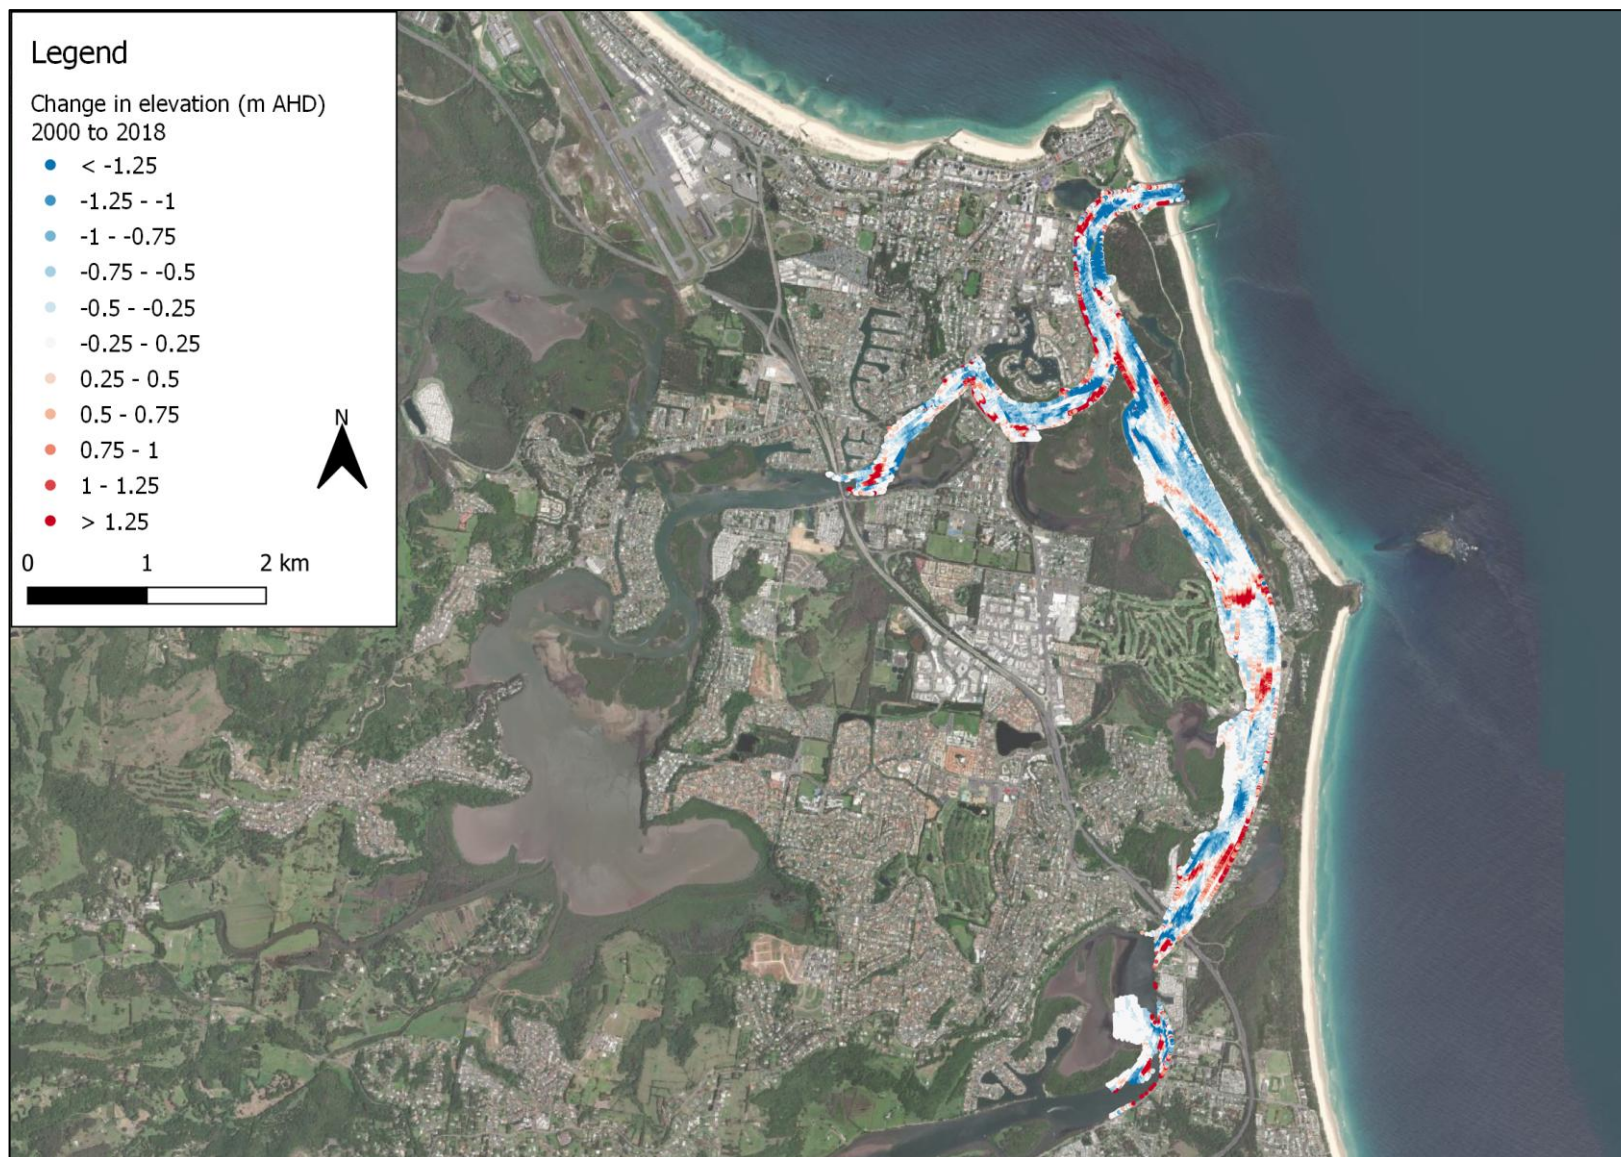 Legend
Change in elevation (m AHD)
2000 to 2018
< -1.25
-1.25 - -1
-1 - -0.75
-0.75 - -0.5
-0.5 - -0.25
-0.25 - 0.25
0.25 - 0.5
0.5 - 0.75
0.75 - 1
1 - 1.25
> 1.25
N
0 1 2 km